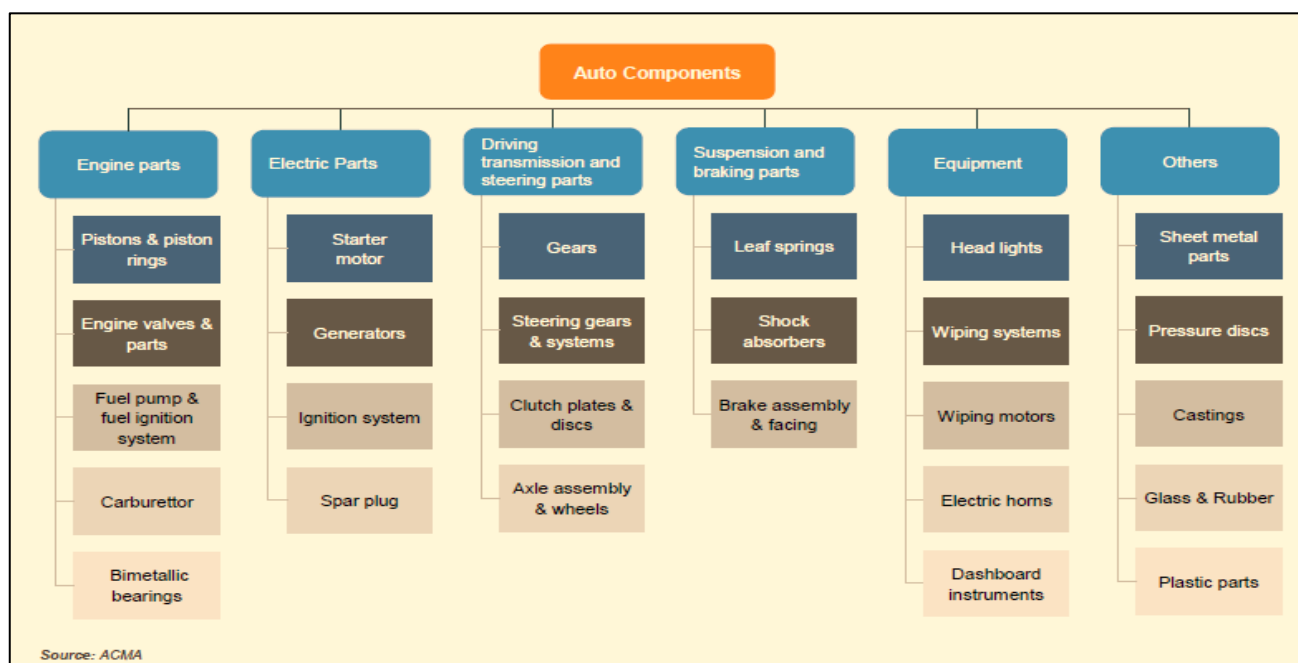 Auto Components
Engine parts
Electric Parts
Driving
transmission and
steering parts
Suspension and
braking parts
Equipment
Others
Pistons & piston
rings
Engine valves &
parts
Fuel pump &
fuel ignition
system
Carburettor
Bimetallic
bearings
Starter
motor
Generators
Ignition system
Spar plug
Gears
Steering gears
& systems
Clutch plates &
discs
Axle assembly
& wheels
Leaf springs
Shock
absorbers
Brake assembly
& facing
Head lights
Wiping systems
Wiping motors
Electric horns
Dashboard
instruments
Sheet metal
parts
Pressure discs
Castings
Glass & Rubber
Plastic parts
Source: ACMA